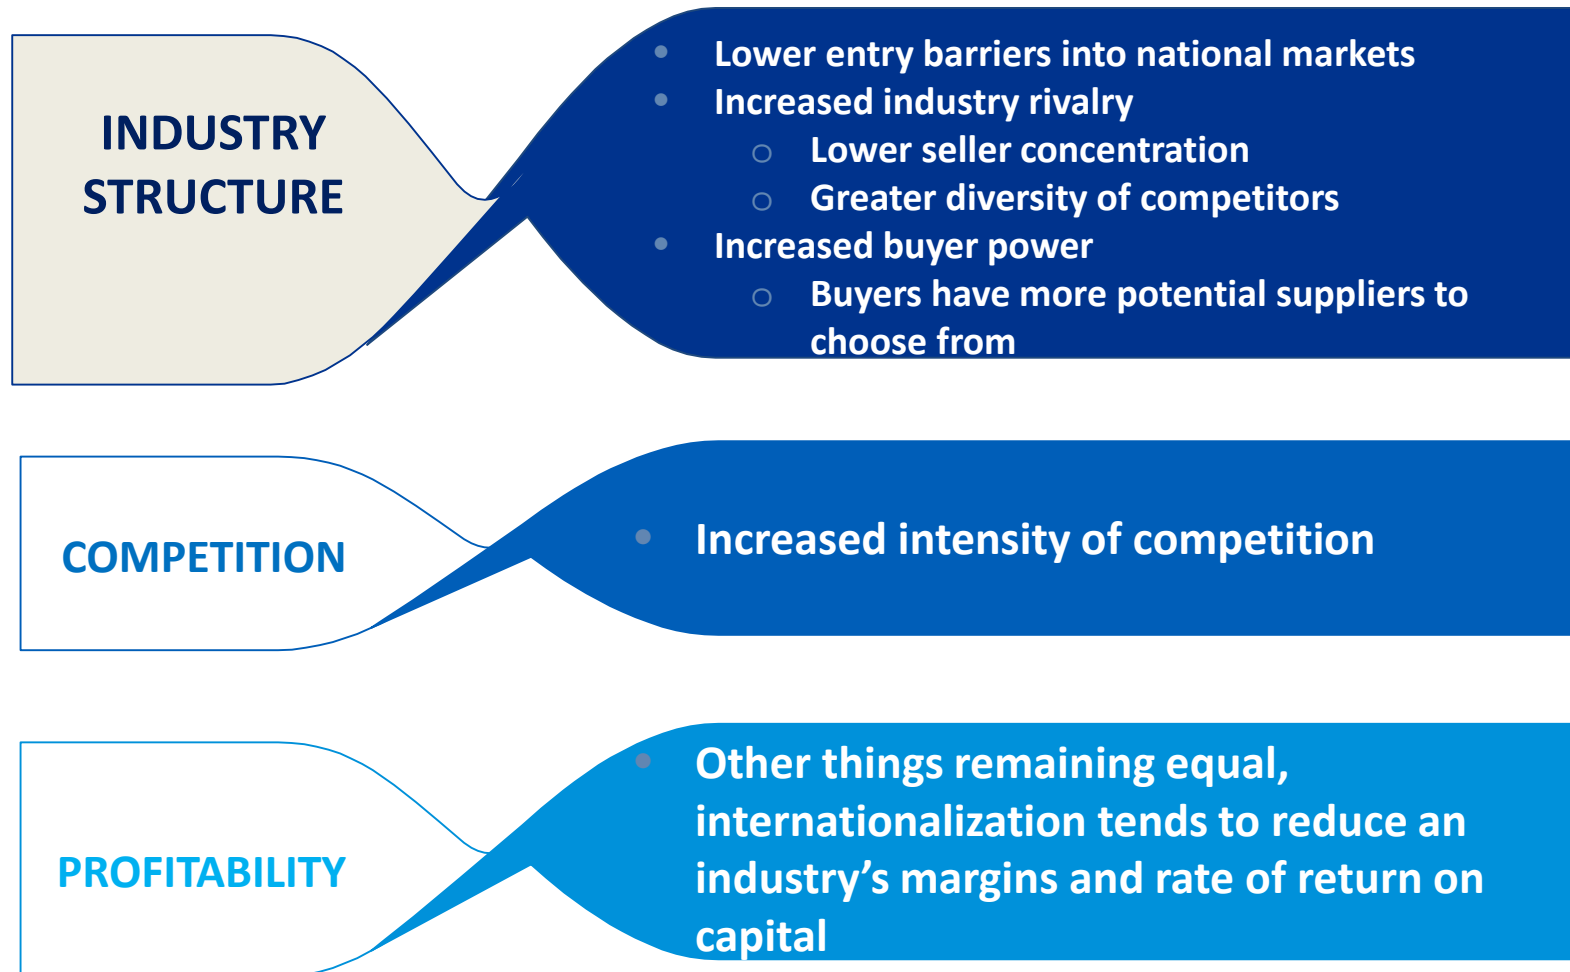 INDUSTRY
STRUCTURE
• Lower entry barriers into national markets
• Increased industry rivalry
o Lower seller concentration
o Greater diversity of competitors
• Increased buyer power
o Buyers have more potential suppliers to
choose from
COMPETITION
• Increased intensity of competition
PROFITABILITY
• Other things remaining equal,
internationalization tends to reduce an
industry’s margins and rate of return on
capital